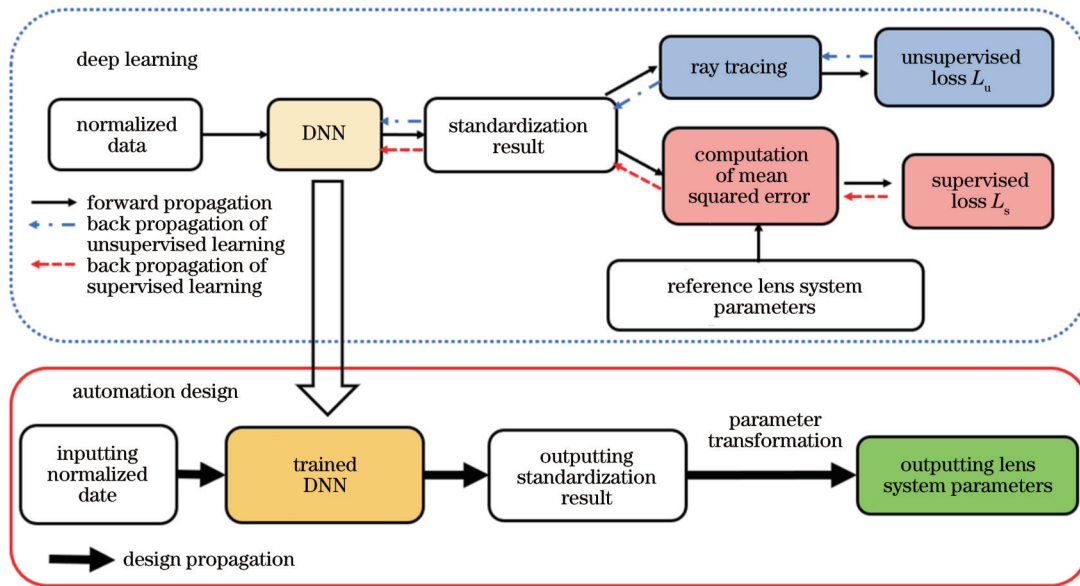 deep learning
normalized
data
DNN
standardization
result
ray tracing
unsupervised
loss Lu
computation
of mean
squared error
supervised
loss Ls
reference lens system
parameters
forward propagation
back propagation of
unsupervised learning
back propagation of
supervised learning
automation design
inputting
normalized
date
trained
DNN
outputting
standardization
result
parameter
transformation
outputting lens
system parameters
design propagation